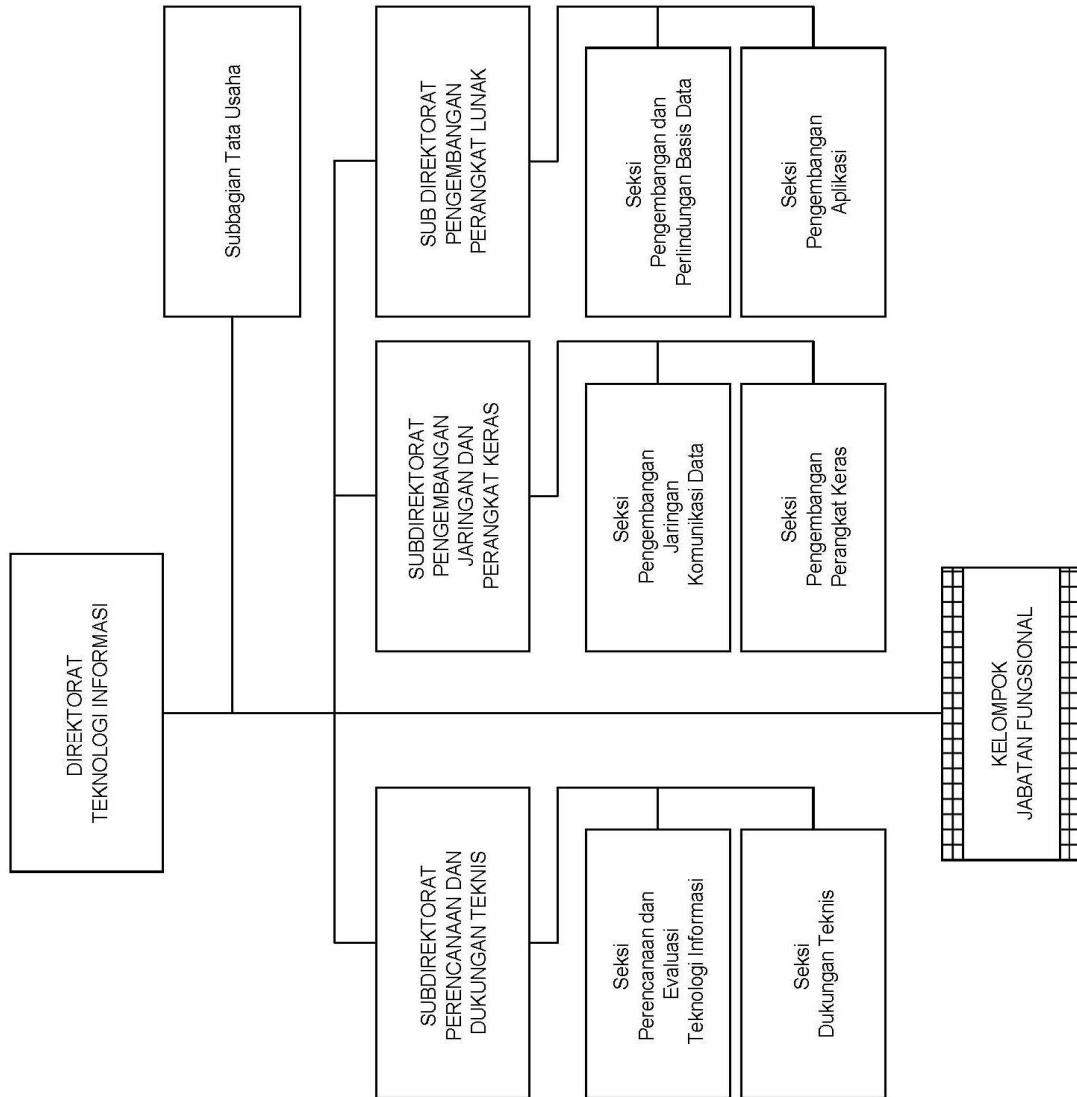 DIREKTORAT
TEKNOLOGI INFORMASI
Subbagian Tata Usaha
SUBDIREKTORAT
PERENCANAAN DAN
DUKUNGAN TEKNIS
SUBDIREKTORAT
PENGEMBANGAN
JARINGAN DAN
PERANGKAT KERAS
SUB DIREKTORAT
PENGEMBANGAN
PERANGKAT LUNAK
Seksi
Perencanaan dan
Evaluasi
Teknologi Informasi
Seksi
Pengembangan
Jaringan
Komunikasi Data
Seksi
Pengembangan dan
Perlindungan Basis Data
Seksi
Dukungan Teknis
Seksi
Pengembangan
Perangkat Keras
Seksi
Pengembangan
Aplikasi
KELOMPOK
JABATAN FUNGSIONAL